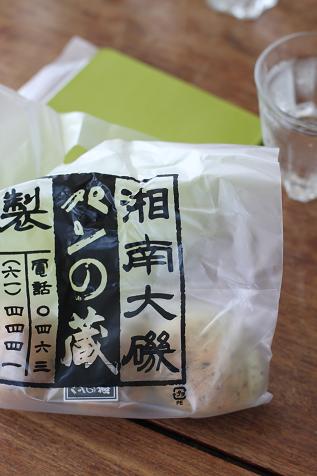 湘南大磯
パンの蔵
製
電話〇四六三
(六一)四四四一
PE